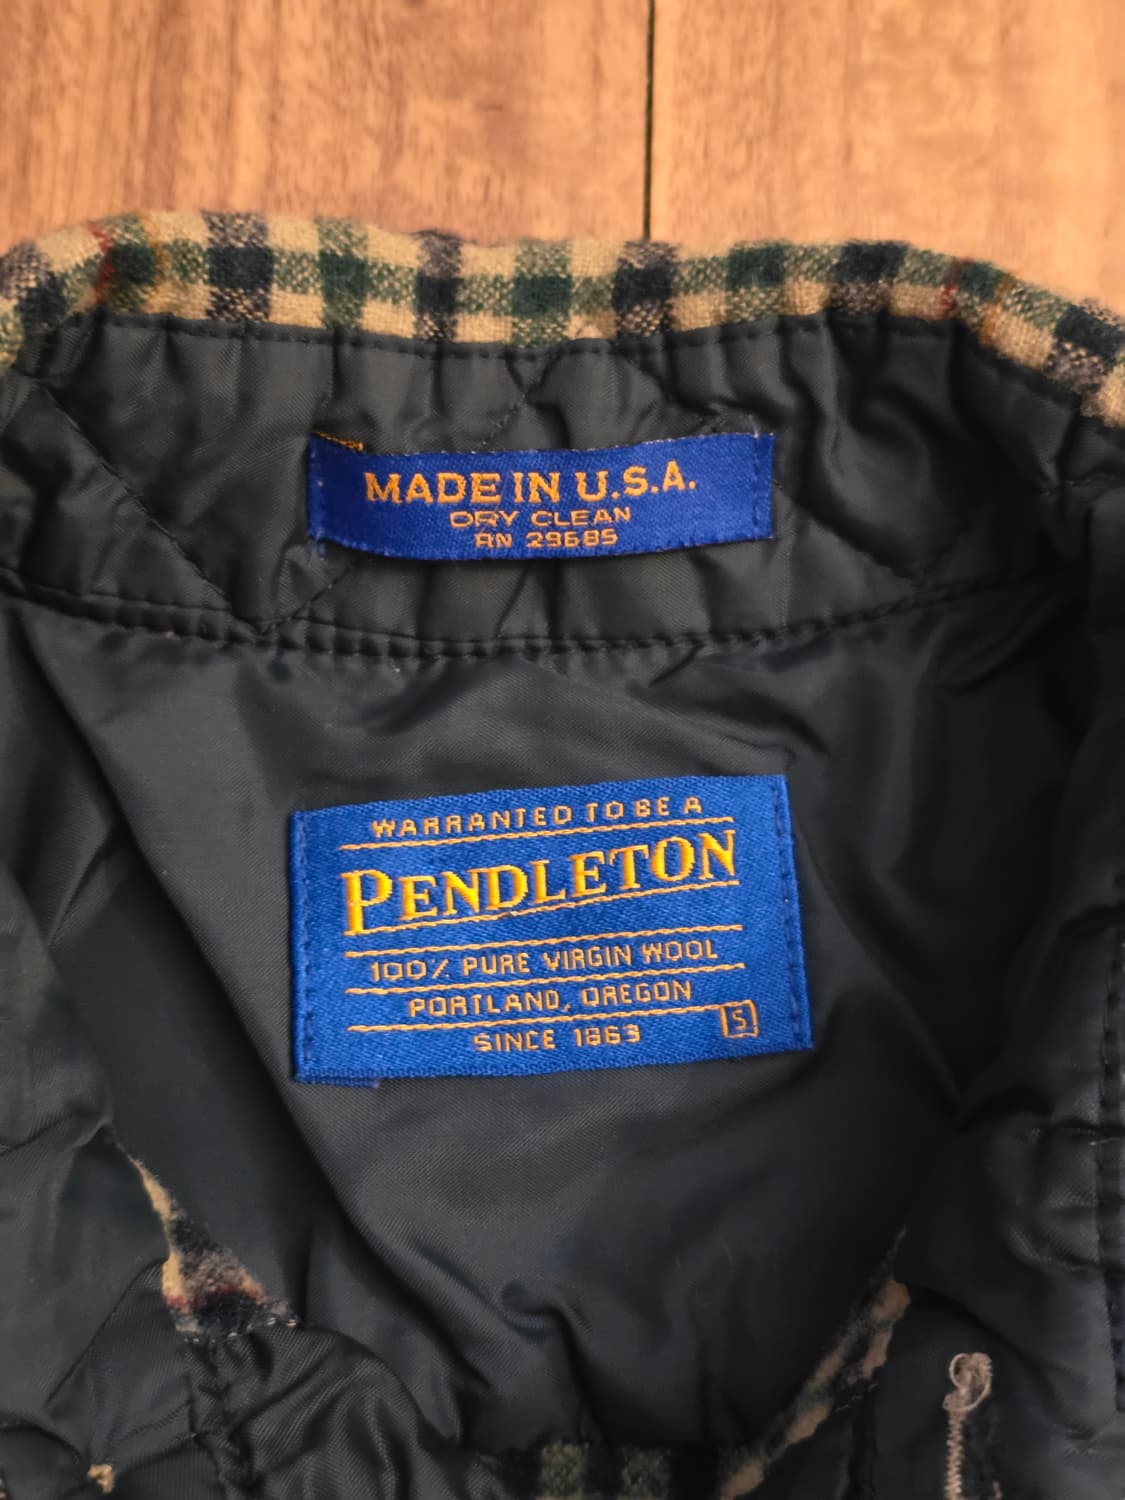 MADE IN U.S.A.
DRY CLEAN
RN 29685
WARRANTED TO BE A
PENDLETON
100% PURE VIRGIN WOOL
PORTLAND, OREGON
SINCE 1863
S